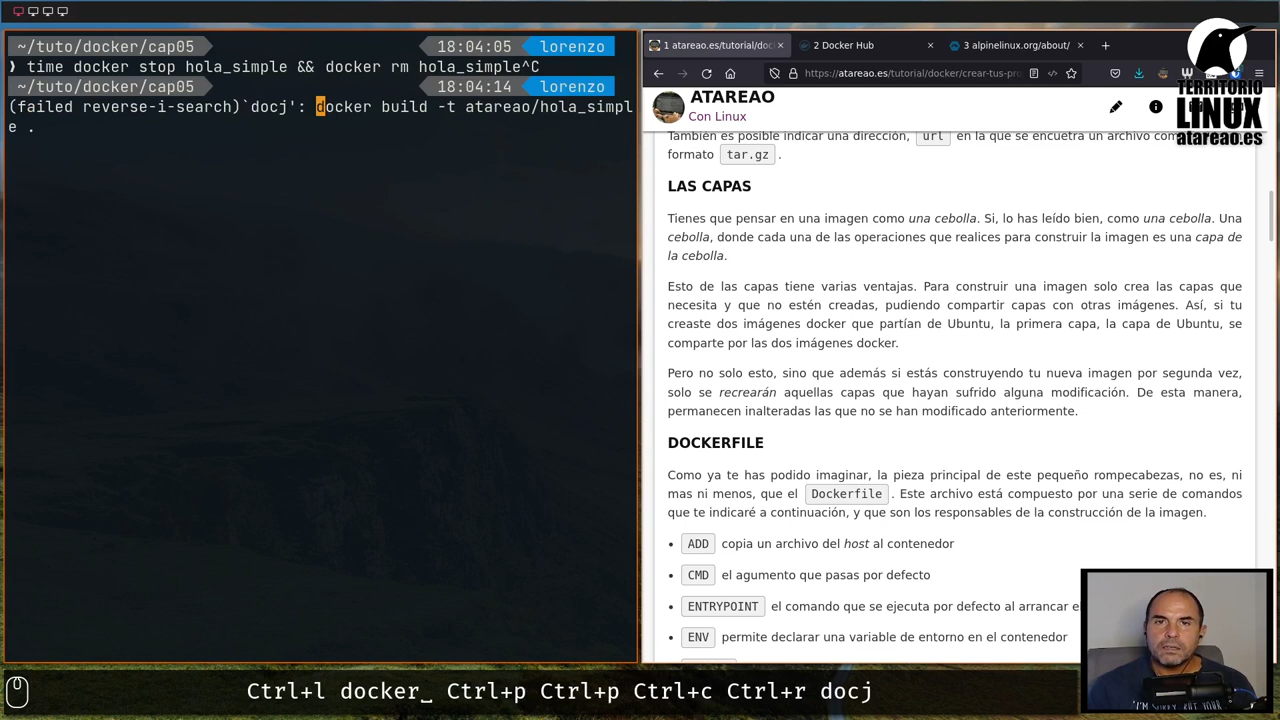 ~/tuto/docker/cap05
18:04:05
lorenzo
❯ time docker stop hola_simple && docker rm hola_simple^C
~/tuto/docker/cap05
18:04:14
lorenzo
(failed reverse-i-search)`docj': docker build -t atareao/hola_simpl
e .
1 atareao.es/tutorial/doc
2 Docker Hub
3 alpinelinux.org/about/
https://atareao.es/tutorial/docker/crear-tus-pro
ATAREAO
Con Linux
TERRITORIO
LINUX
atareao.es
También es posible indicar una dirección, url en la que se encuetra un archivo com
formato tar.gz .
LAS CAPAS
Tienes que pensar en una imagen como una cebolla. Si, lo has leído bien, como una cebolla. Una
cebolla, donde cada una de las operaciones que realices para construir la imagen es una capa de
la cebolla.
Esto de las capas tiene varias ventajas. Para construir una imagen solo crea las capas que
necesita y que no estén creadas, pudiendo compartir capas con otras imágenes. Así, si tu
creaste dos imágenes docker que partían de Ubuntu, la primera capa, la capa de Ubuntu, se
comparte por las dos imágenes docker.
Pero no solo esto, sino que además si estás construyendo tu nueva imagen por segunda vez,
solo se recrearán aquellas capas que hayan sufrido alguna modificación. De esta manera,
permanecen inalteradas las que no se han modificado anteriormente.
DOCKERFILE
Como ya te has podido imaginar, la pieza principal de este pequeño rompecabezas, no es, ni
mas ni menos, que el Dockerfile . Este archivo está compuesto por una serie de comandos
que te indicaré a continuación, y que son los responsables de la construcción de la imagen.
• ADD copia un archivo del host al contenedor
• CMD el agumento que pasas por defecto
• ENTRYPOINT el comando que se ejecuta por defecto al arrancar e
• ENV permite declarar una variable de entorno en el contenedor
Ctrl+l docker_ Ctrl+p Ctrl+p Ctrl+c Ctrl+r docj